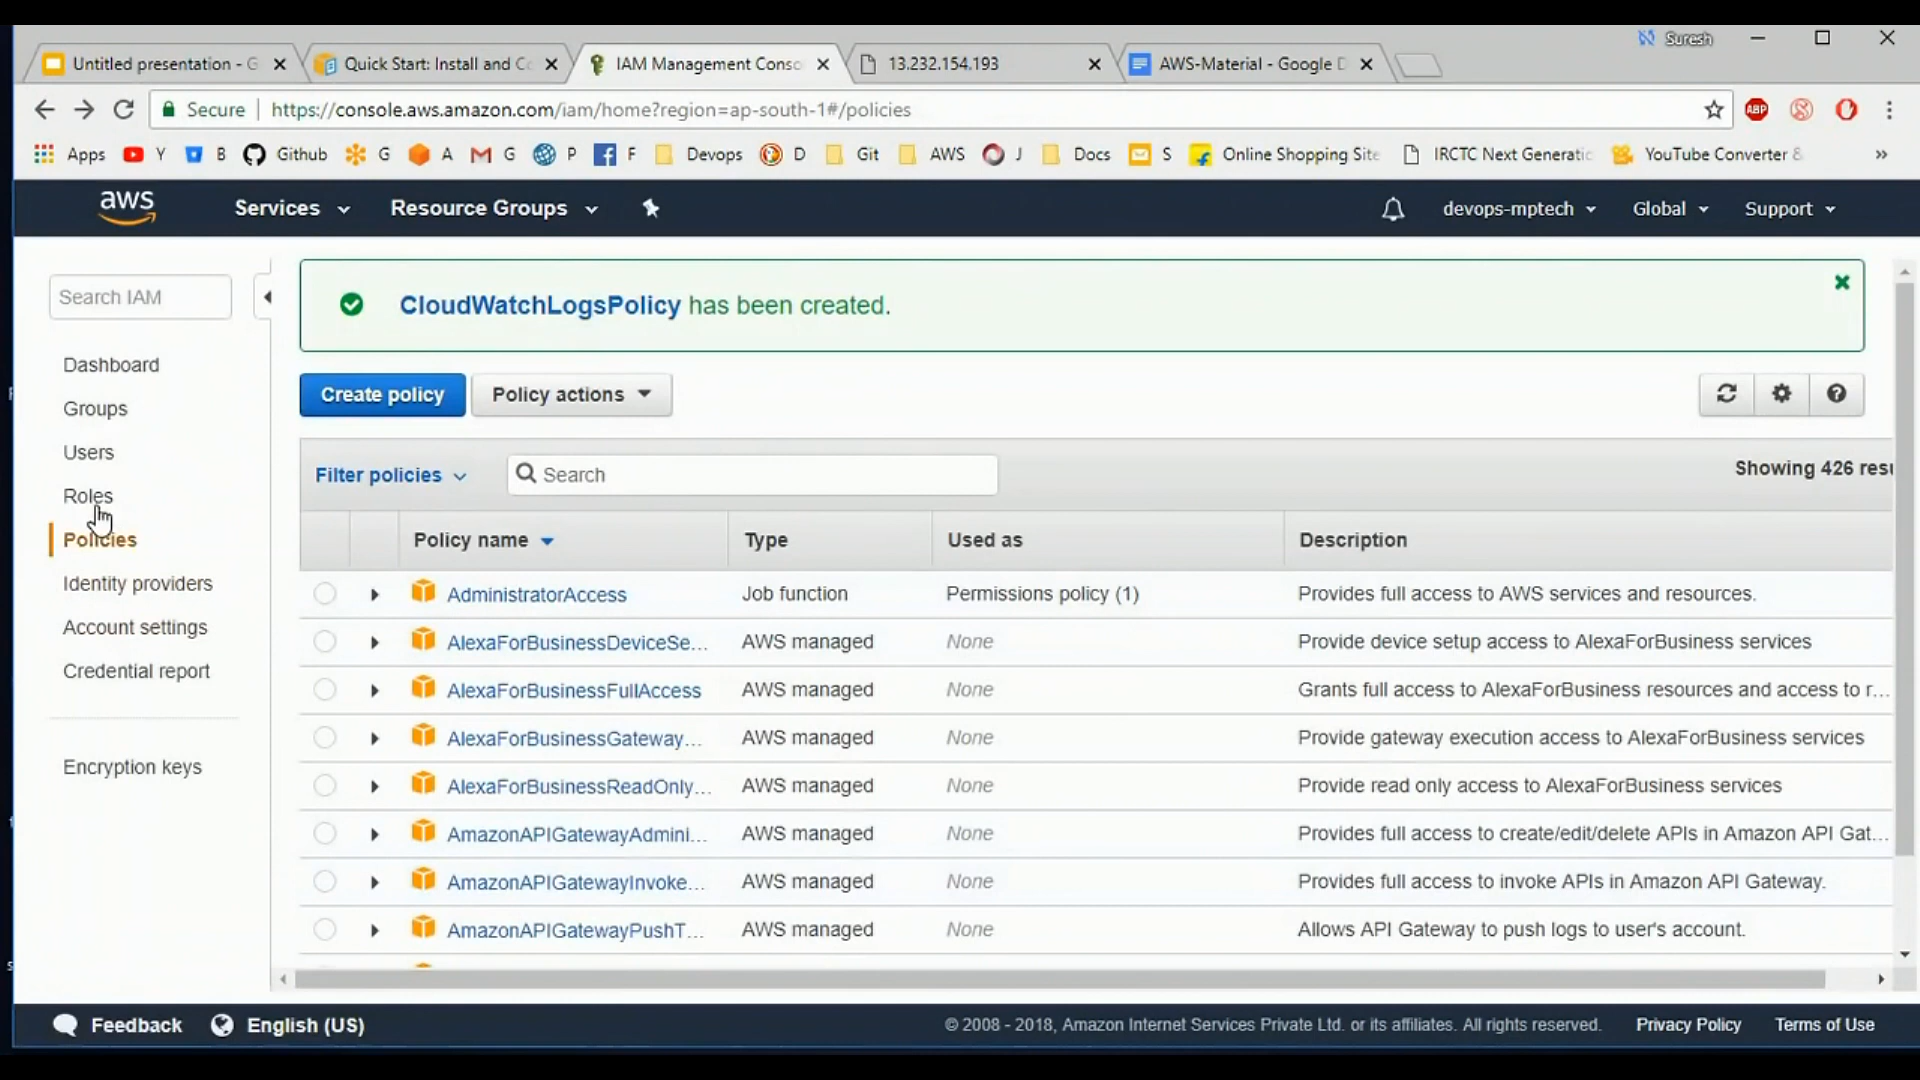 Suresh
Untitled presentation - G
Quick Start: Install and Co
IAM Management Conso
13.232.154.193
AWS-Material - Google D
Secure
https://console.aws.amazon.com/iam/home?region=ap-south-1#/policies
ABP
Apps
Y
B
Github
G
A
G
P
F
Devops
D
Git
AWS
J
Docs
S
Online Shopping Site
IRCTC Next Generatic
YouTube Converter &
»
aws
Services
Resource Groups
devops-mptech
Global
Support
Search IAM
Dashboard
Groups
Users
Roles
Policies
Identity providers
Account settings
Credential report
Encryption keys
CloudWatchLogsPolicy has been created.
Create policy
Policy actions
Filter policies
Search
Showing 426 resu
Policy name Type Used as Description
AdministratorAccess Job function Permissions policy (1) Provides full access to AWS services and resources.
AlexaForBusinessDeviceSe... AWS managed None Provide device setup access to AlexaForBusiness services
AlexaForBusinessFullAccess AWS managed None Grants full access to AlexaForBusiness resources and access to r...
AlexaForBusinessGateway... AWS managed None Provide gateway execution access to AlexaForBusiness services
AlexaForBusinessReadOnly... AWS managed None Provide read only access to AlexaForBusiness services
AmazonAPIGatewayAdmini... AWS managed None Provides full access to create/edit/delete APIs in Amazon API Gat...
AmazonAPIGatewayInvoke... AWS managed None Provides full access to invoke APIs in Amazon API Gateway.
AmazonAPIGatewayPushT... AWS managed None Allows API Gateway to push logs to user's account.
Feedback
English (US)
© 2008 - 2018, Amazon Internet Services Private Ltd. or its affiliates. All rights reserved.
Privacy Policy
Terms of Use